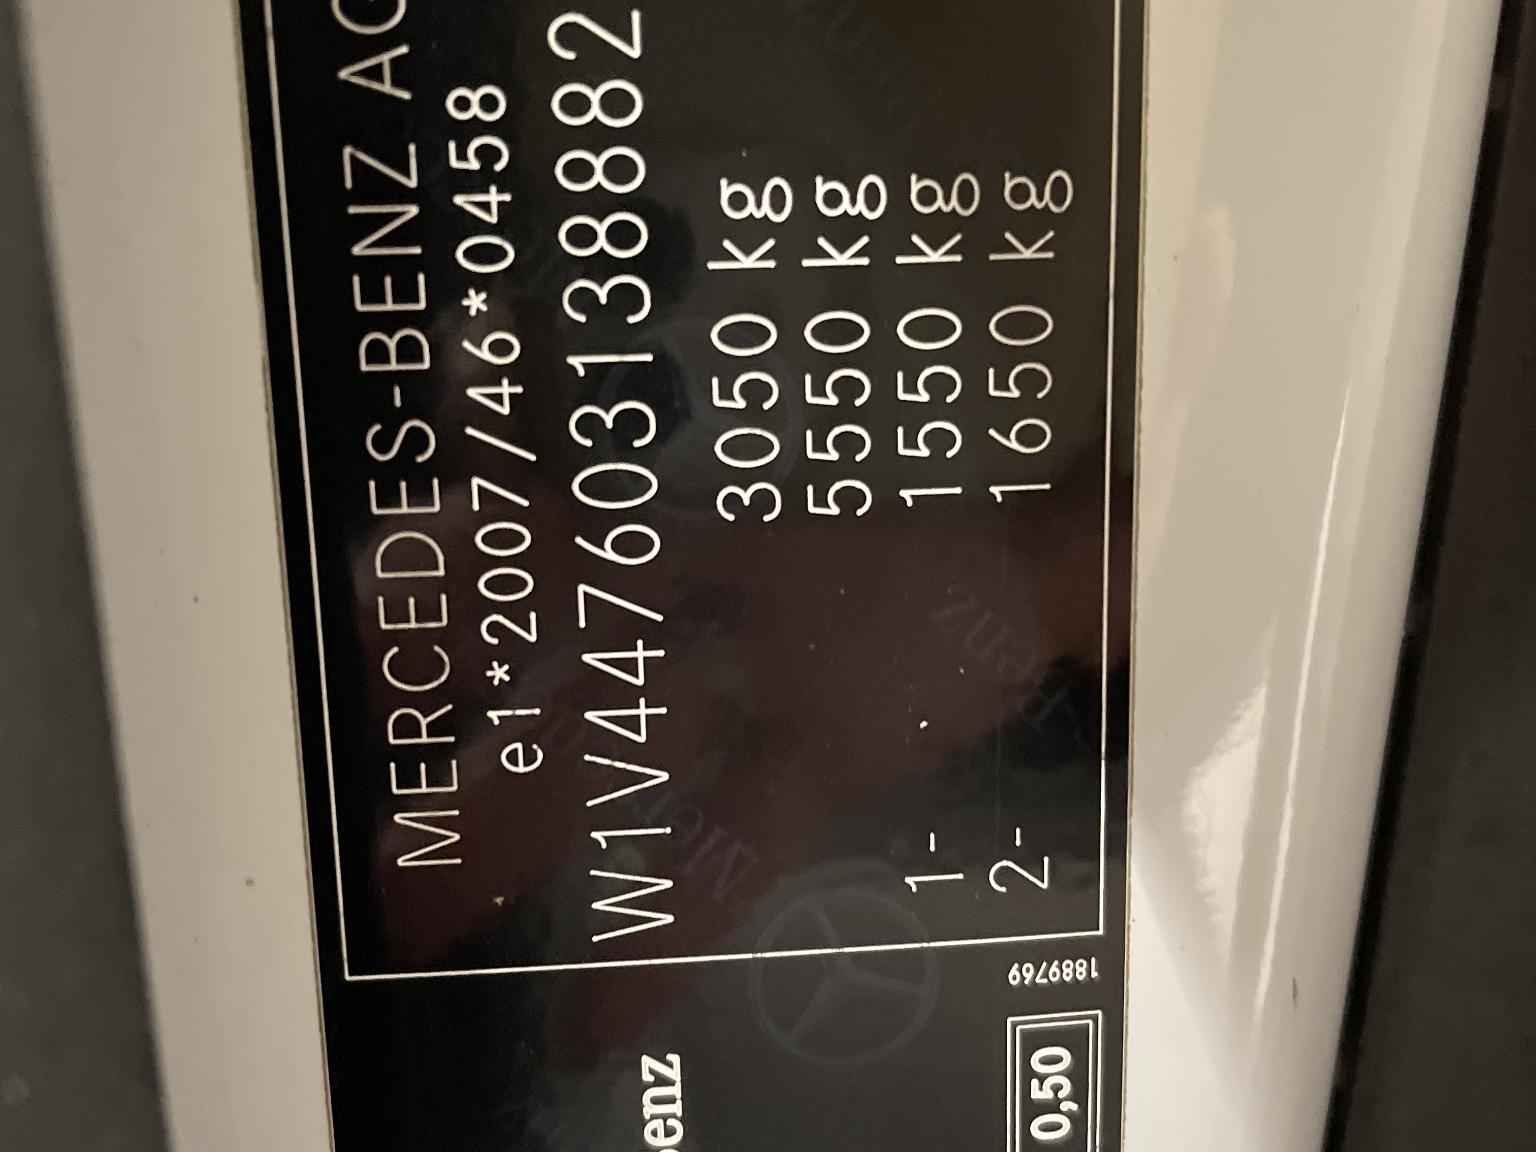 MERCEDES-BENZ AG
e1*2007/46*0458
W1V447603138882
3050 kg
5550 kg
1- 1550 kg
2- 1650 kg
1889769
enz
0,50